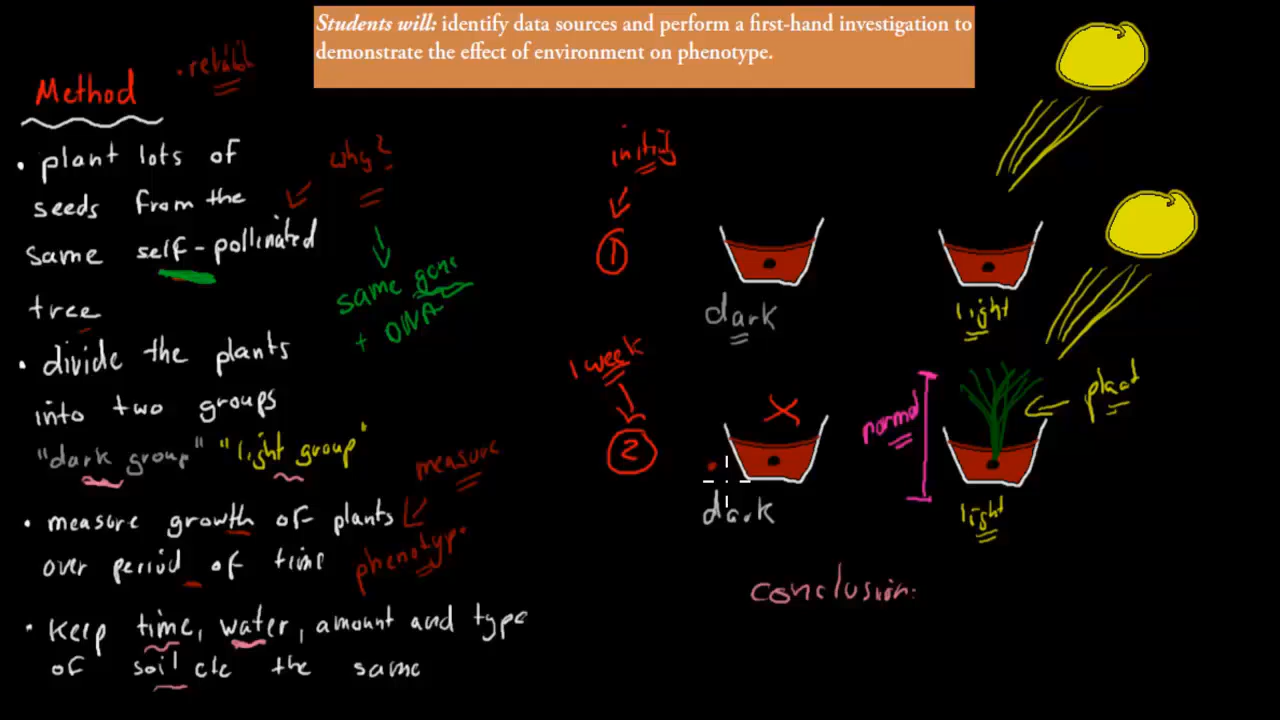 Students will: identify data sources and perform a first-hand investigation to
demonstrate the effect of environment on phenotype.
Method
• plant lots of
seeds from the
same self-pollinated
tree
why?
same gene
+ DNA
• divide the plants
into two groups
"dark group" "light group"
• measure growth of plants
over period of time
measure
phenotype
• Keep time, water, amount and type
of soil etc the same
1
dark
light
1 week
2
normal
plant
dark
light
conclusion: